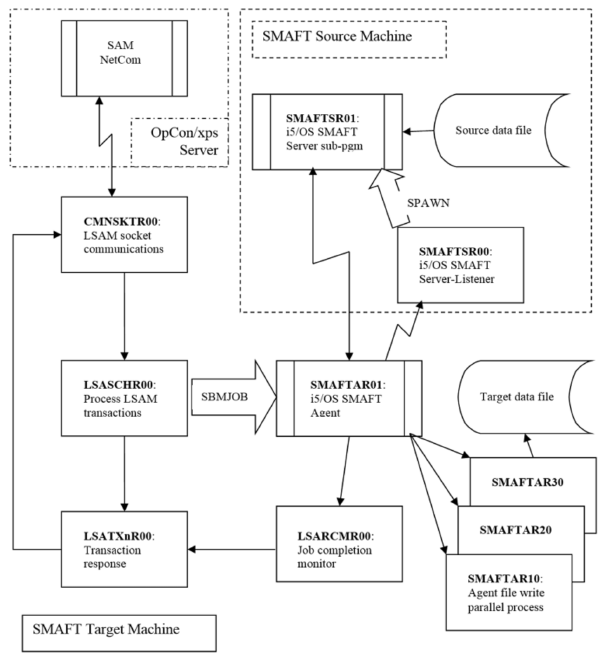 SAM
NetCom
OpCon/xps
Server
SMAFT Source Machine
SMAFTSR01:
i5/OS SMAFT
Server sub-pgm
Source data file
SPAWN
SMAFTSR00:
i5/OS SMAFT
Server-Listener
CMNSKTR00:
LSAM socket
communications
LSASCHR00:
Process LSAM
transactions
SBMJOB
SMAFTAR01:
i5/OS SMAFT
Agent
Target data file
SMAFTAR30
SMAFTAR20
SMAFTAR10:
Agent file write
parallel process
LSATXnR00:
Transaction
response
LSARCMR00:
Job completion
monitor
SMAFT Target Machine